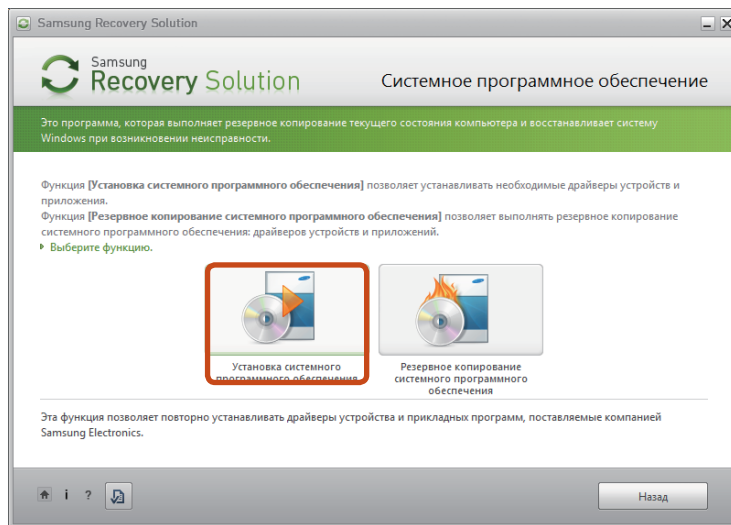 Samsung Recovery Solution
Samsung
Recovery Solution
Системное программное обеспечение
Это программа, которая выполняет резервное копирование текущего состояния компьютера и восстанавливает систему
Windows при возникновении неисправности.
Функция [Установка системного программного обеспечения] позволяет устанавливать необходимые драйверы устройств и
приложения.
Функция [Резервное копирование системного программного обеспечения] позволяет выполнять резервное копирование
системного программного обеспечения: драйверов устройств и приложений.
Выберите функцию.
Установка системного
программного обеспечения
Резервное копирование
системного программного
обеспечения
Эта функция позволяет повторно устанавливать драйверы устройства и прикладных программ, поставляемые компанией
Samsung Electronics.
i ?
Назад